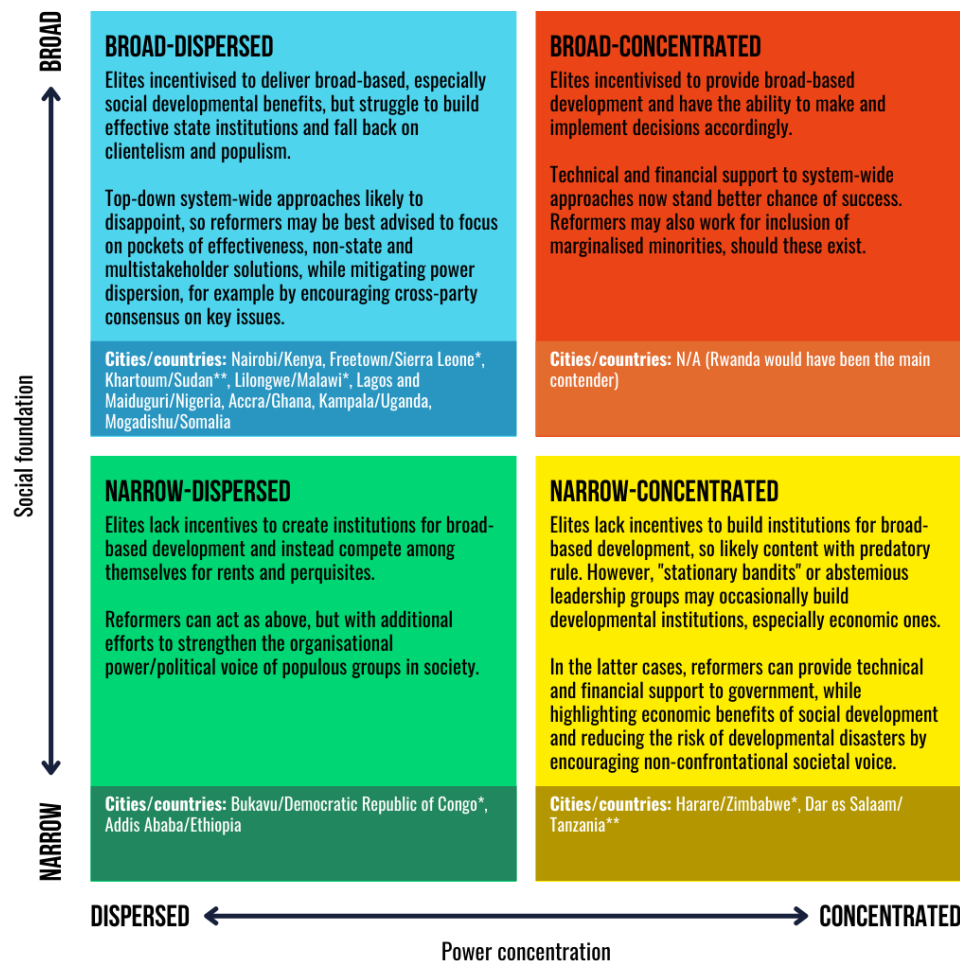 BROAD
BROAD-DISPERSED
Elites incentivised to deliver broad-based, especially
social developmental benefits, but struggle to build
effective state institutions and fall back on
clientelism and populism.
Top-down system-wide approaches likely to
disappoint, so reformers may be best advised to focus
on pockets of effectiveness, non-state and
multistakeholder solutions, while mitigating power
dispersion, for example by encouraging cross-party
consensus on key issues.
Cities/countries: Nairobi/Kenya, Freetown/Sierra Leone*,
Khartoum/Sudan**, Lilongwe/Malawi*, Lagos and
Maiduguri/Nigeria, Accra/Ghana, Kampala/Uganda,
Mogadishu/Somalia
BROAD-CONCENTRATED
Elites incentivised to provide broad-based
development and have the ability to make and
implement decisions accordingly.
Technical and financial support to system-wide
approaches now stand better chance of success.
Reformers may also work for inclusion of
marginalised minorities, should these exist.
Cities/countries: N/A (Rwanda would have been the main
contender)
Social foundation
NARROW-DISPERSED
Elites lack incentives to create institutions for broad-
based development and instead compete among
themselves for rents and perquisites.
Reformers can act as above, but with additional
efforts to strengthen the organisational
power/political voice of populous groups in society.
Cities/countries: Bukavu/Democratic Republic of Congo*,
Addis Ababa/Ethiopia
NARROW-CONCENTRATED
Elites lack incentives to build institutions for broad-
based development, so likely content with predatory
rule. However, "stationary bandits" or abstemious
leadership groups may occasionally build
developmental institutions, especially economic ones.
In the latter cases, reformers can provide technical
and financial support to government, while
highlighting economic benefits of social development
and reducing the risk of developmental disasters by
encouraging non-confrontational societal voice.
Cities/countries: Harare/Zimbabwe*, Dar es Salaam/
Tanzania**
NARROW
DISPERSED
CONCENTRATED
Power concentration